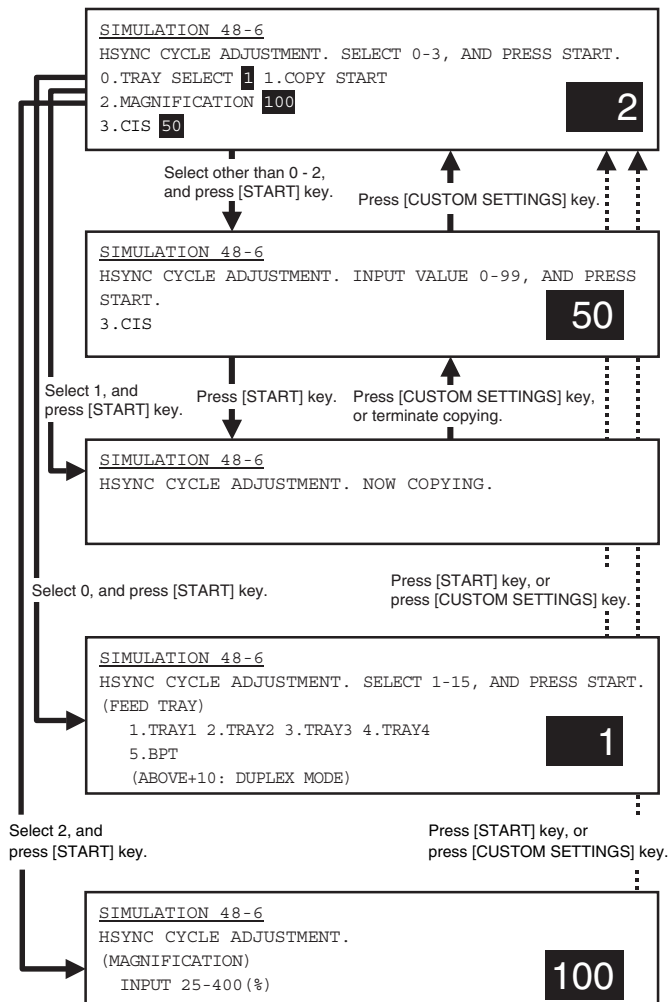 SIMULATION 48-6
HSYNC CYCLE ADJUSTMENT. SELECT 0-3, AND PRESS START.
0.TRAY SELECT 1 1.COPY START
2.MAGNIFICATION 100
3.CIS 50
2
Select other than 0 - 2,
and press [START] key.
Press [CUSTOM SETTINGS] key.
SIMULATION 48-6
HSYNC CYCLE ADJUSTMENT. INPUT VALUE 0-99, AND PRESS
START.
3.CIS
50
Select 1, and
press [START] key.
Press [START] key.
Press [CUSTOM SETTINGS] key,
or terminate copying.
SIMULATION 48-6
HSYNC CYCLE ADJUSTMENT. NOW COPYING.
Select 0, and press [START] key.
Press [START] key, or
press [CUSTOM SETTINGS] key.
SIMULATION 48-6
HSYNC CYCLE ADJUSTMENT. SELECT 1-15, AND PRESS START.
(FEED TRAY)
1.TRAY1 2.TRAY2 3.TRAY3 4.TRAY4
5.BPT
(ABOVE+10: DUPLEX MODE)
1
Select 2, and
press [START] key.
Press [START] key, or
press [CUSTOM SETTINGS] key.
SIMULATION 48-6
HSYNC CYCLE ADJUSTMENT.
(MAGNIFICATION)
INPUT 25-400(%)
100